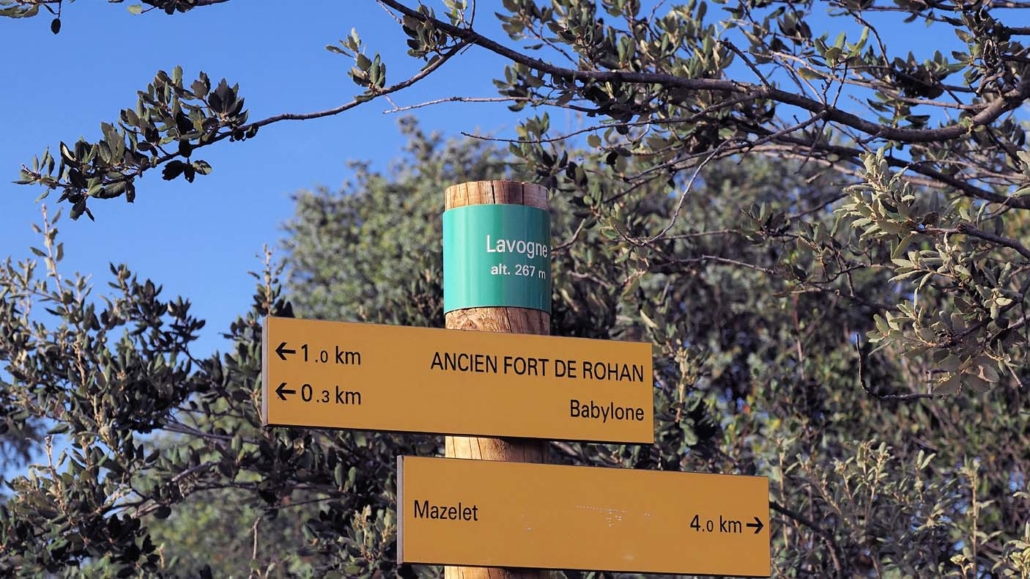 Lavogne
alt. 267 m
← 1.0 km ANCIEN FORT DE ROHAN
← 0.3 km Babylone
Mazelet 4.0 km →